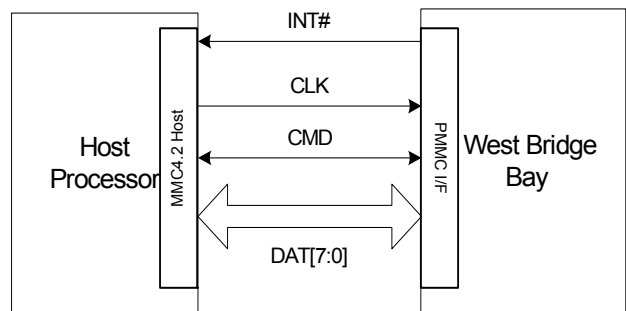 INT#
CLK
CMD
DAT[7:0]
Host
Processor
MMC4.2 Host
PMMC I/F
West Bridge
Bay